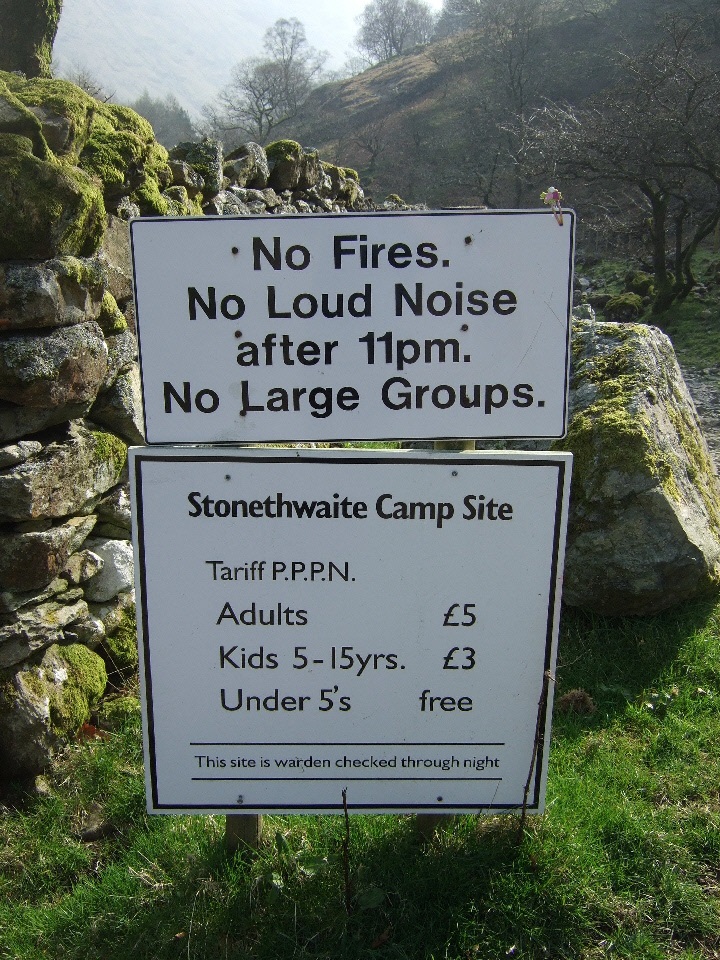 No Fires.
No Loud Noise
after 11pm.
No Large Groups.
Stonethwaite Camp Site
Tariff P.P.P.N.
Adults £5
Kids 5-15yrs. £3
Under 5's free
This site is warden checked through night